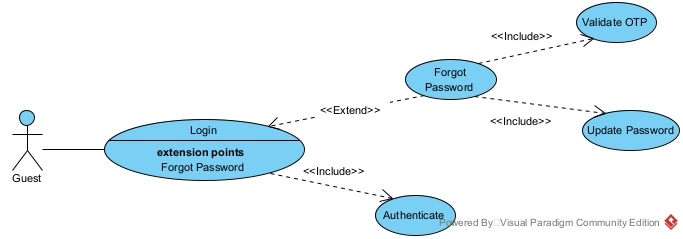 Validate OTP
<<Include>>
Forgot
Password
<<Extend>>
<<Include>>
Update Password
Login
extension points
Forgot Password
Guest
<<Include>>
Authenticate
Powered By Visual Paradigm Community Edition